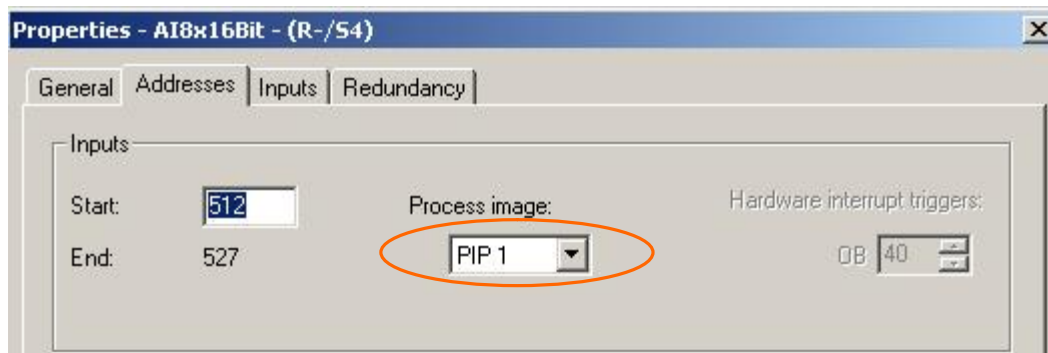 Properties - AI8x16Bit - (R-/S4)
General Addresses Inputs Redundancy
Inputs
Start: 512 Process image: Hardware interrupt triggers:
End: 527 PIP 1 OB 40